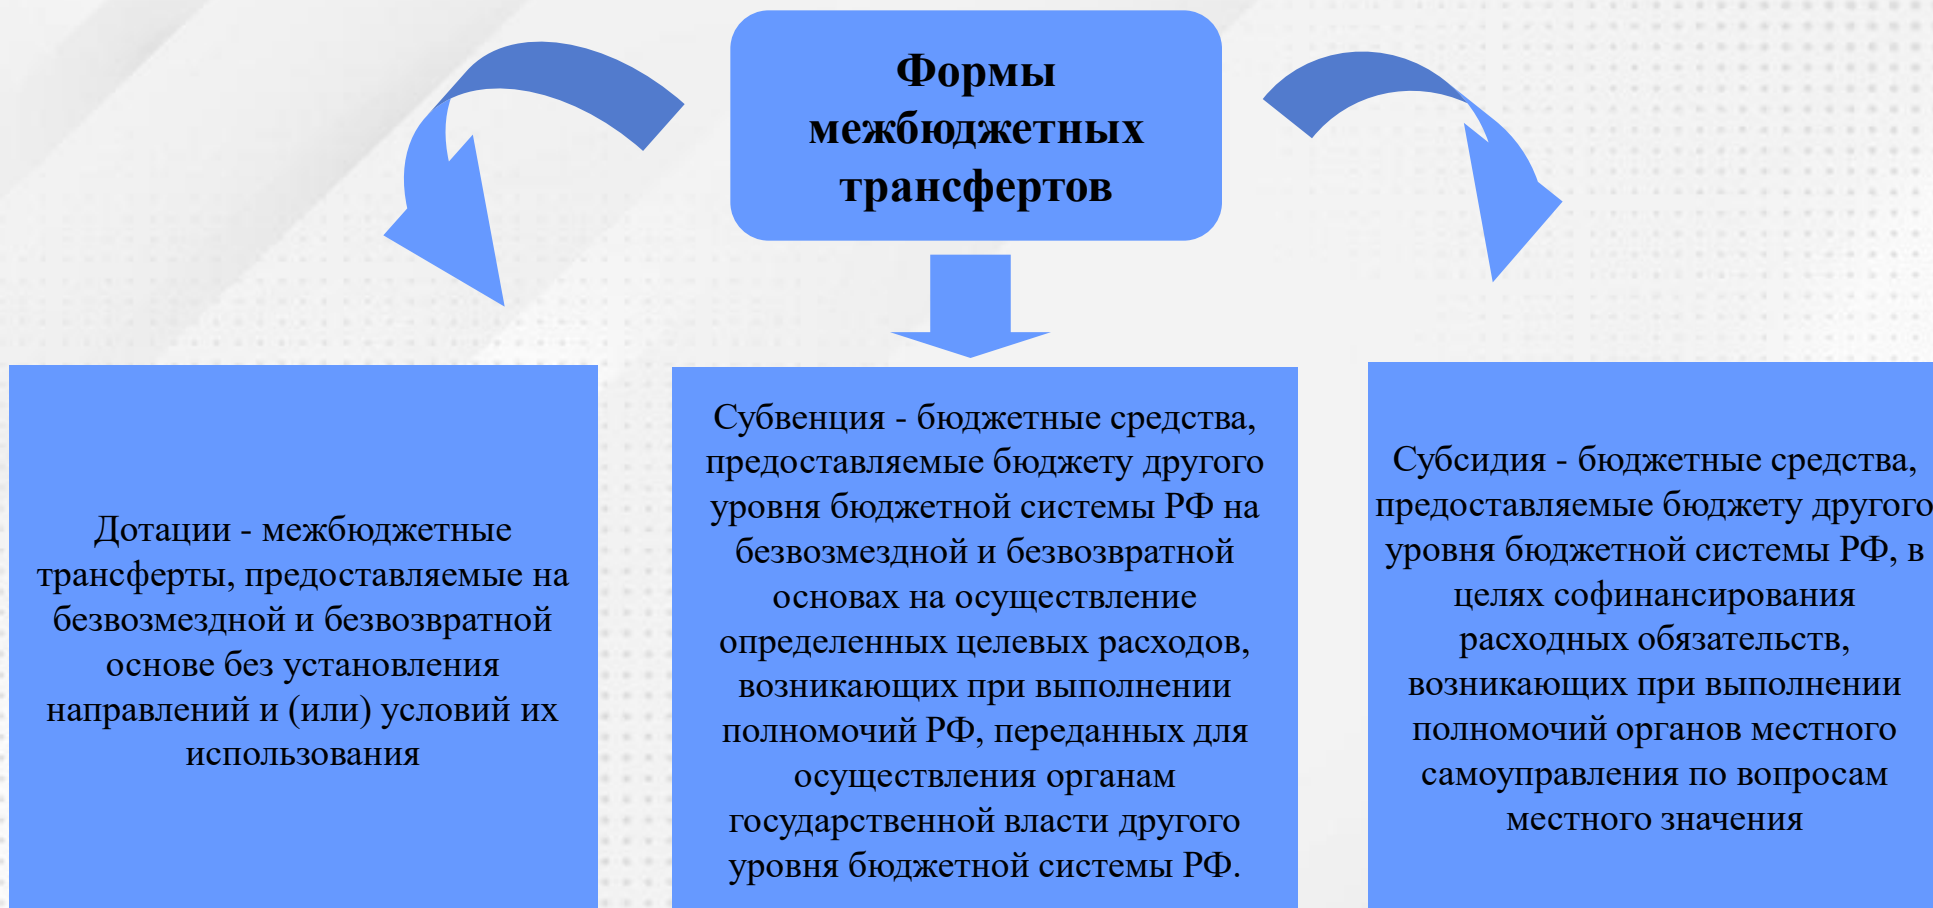 Формы
межбюджетных
трансфертов
Дотации - межбюджетные
трансферты, предоставляемые на
безвозмездной и безвозвратной
основе без установления
направлений и (или) условий их
использования
Субвенция - бюджетные средства,
предоставляемые бюджету другого
уровня бюджетной системы РФ на
безвозмездной и безвозвратной
основах на осуществление
определенных целевых расходов,
возникающих при выполнении
полномочий РФ, переданных для
осуществления органам
государственной власти другого
уровня бюджетной системы РФ.
Субсидия - бюджетные средства,
предоставляемые бюджету другого
уровня бюджетной системы РФ, в
целях софинансирования
расходных обязательств,
возникающих при выполнении
полномочий органов местного
самоуправления по вопросам
местного значения